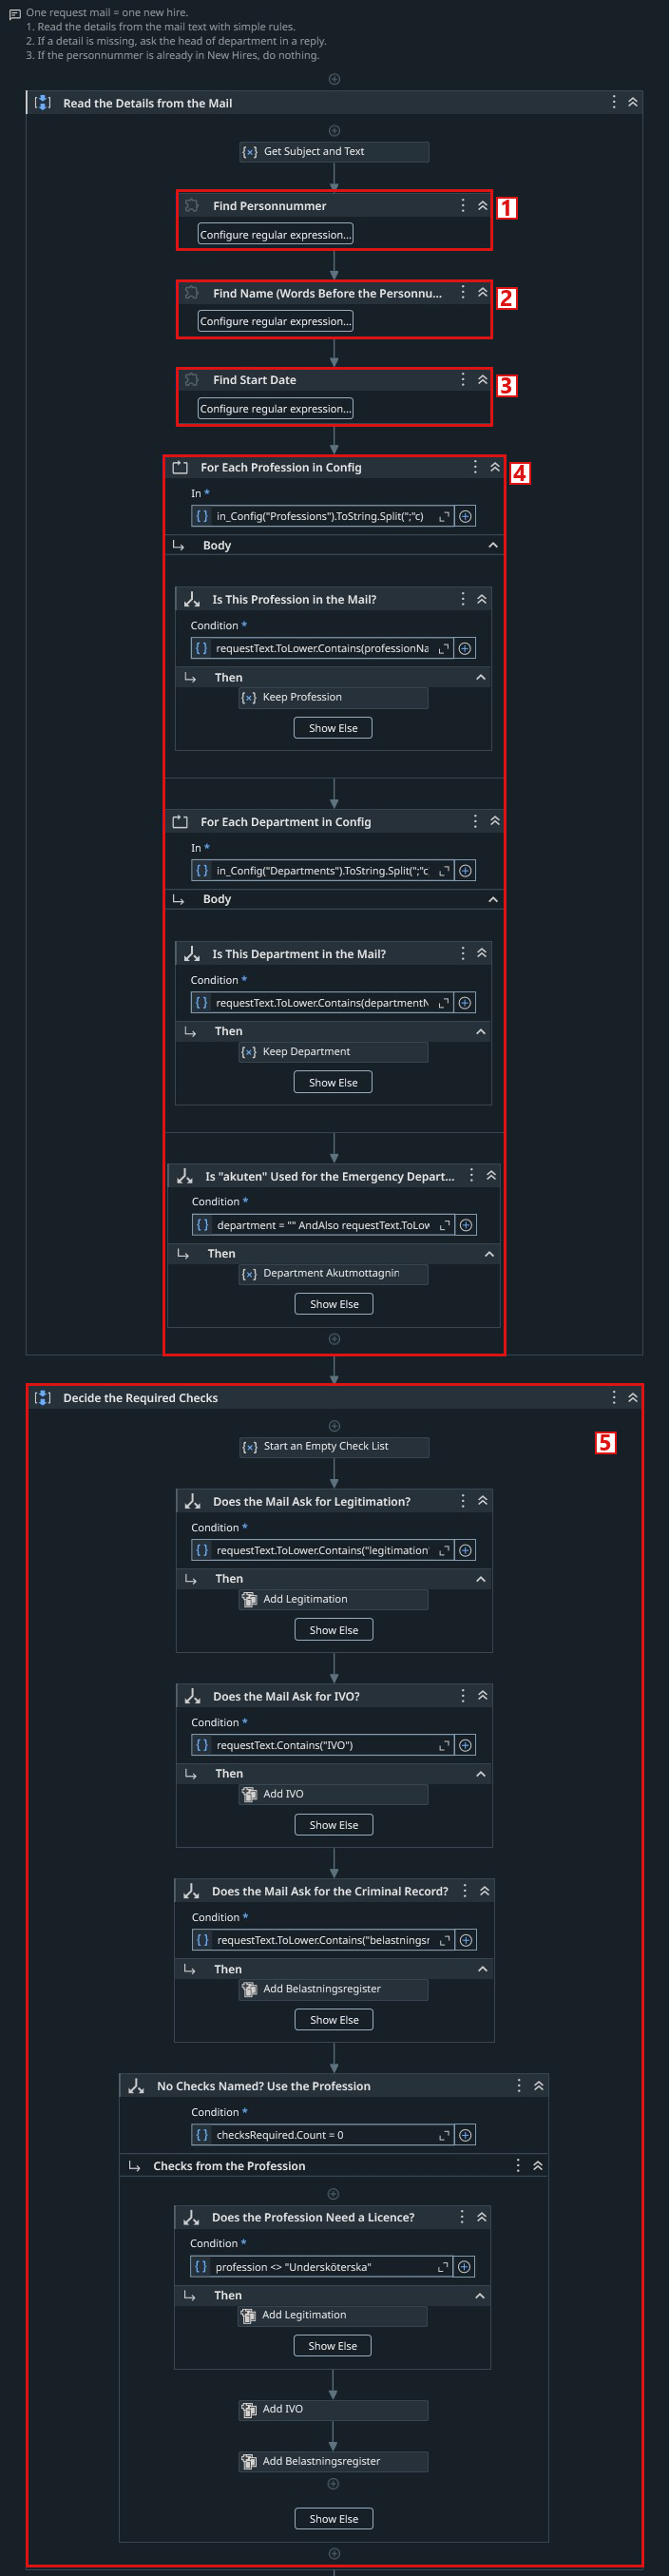 One request mail = one new hire.
1. Read the details from the mail text with simple rules.
2. If a detail is missing, ask the head of department in a reply.
3. If the personnummer is already in New Hires, do nothing.
Read the Details from the Mail
Get Subject and Text
Find Personnummer
1
Configure regular expression...
Find Name (Words Before the Personnu...
2
Configure regular expression...
Find Start Date
3
Configure regular expression...
For Each Profession in Config
4
In *
in_Config("Professions").ToString.Split(";"c)
Body
Is This Profession in the Mail?
Condition *
requestText.ToLower.Contains(professionNa
Then
Keep Profession
Show Else
For Each Department in Config
In *
in_Config("Departments").ToString.Split(";"c
Body
Is This Department in the Mail?
Condition *
requestText.ToLower.Contains(departmentN
Then
Keep Department
Show Else
Is "akuten" Used for the Emergency Depart...
Condition *
department = "" AndAlso requestText.ToLow
Then
Department Akutmottagnin
Show Else
Decide the Required Checks
5
Start an Empty Check List
Does the Mail Ask for Legitimation?
Condition *
requestText.ToLower.Contains("legitimation"
Then
Add Legitimation
Show Else
Does the Mail Ask for IVO?
Condition *
requestText.Contains("IVO")
Then
Add IVO
Show Else
Does the Mail Ask for the Criminal Record?
Condition *
requestText.ToLower.Contains("belastningsr
Then
Add Belastningsregister
Show Else
No Checks Named? Use the Profession
Condition *
checksRequired.Count = 0
Checks from the Profession
Does the Profession Need a Licence?
Condition *
profession <> "Undersköterska"
Then
Add Legitimation
Show Else
Add IVO
Add Belastningsregister
Show Else